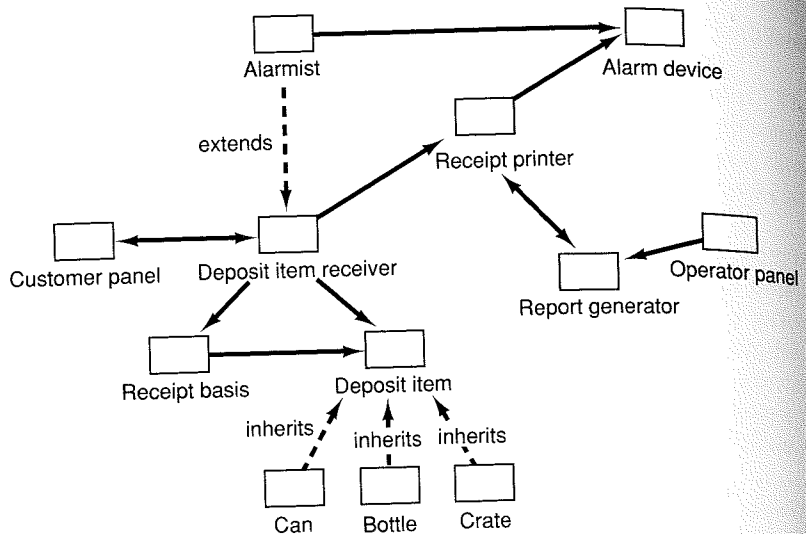 Alarmist
Alarm device
extends
Receipt printer
Customer panel
Deposit item receiver
Operator panel
Report generator
Receipt basis
Deposit item
inherits
inherits
inherits
Can
Bottle
Crate